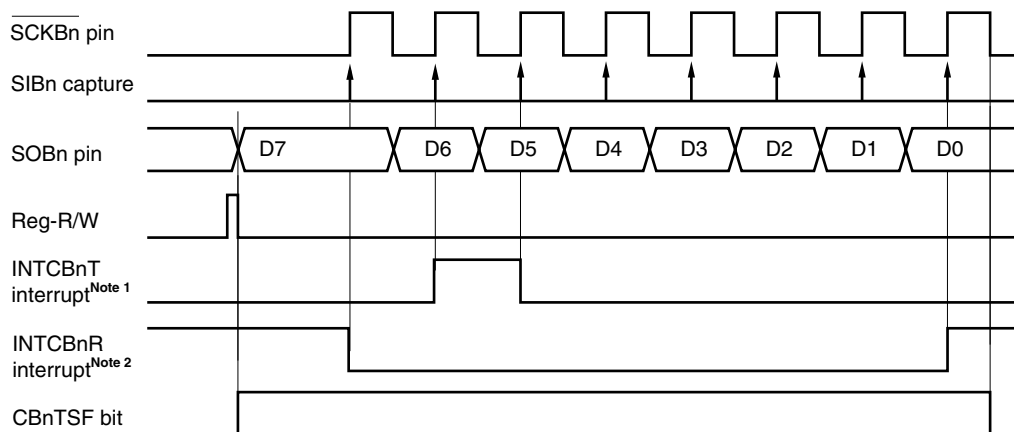 SCKBn pin
SIBn capture
SOBn pin
D7 D6 D5 D4 D3 D2 D1 D0
Reg-R/W
INTCBnT
interruptNote 1
INTCBnR
interruptNote 2
CBnTSF bit